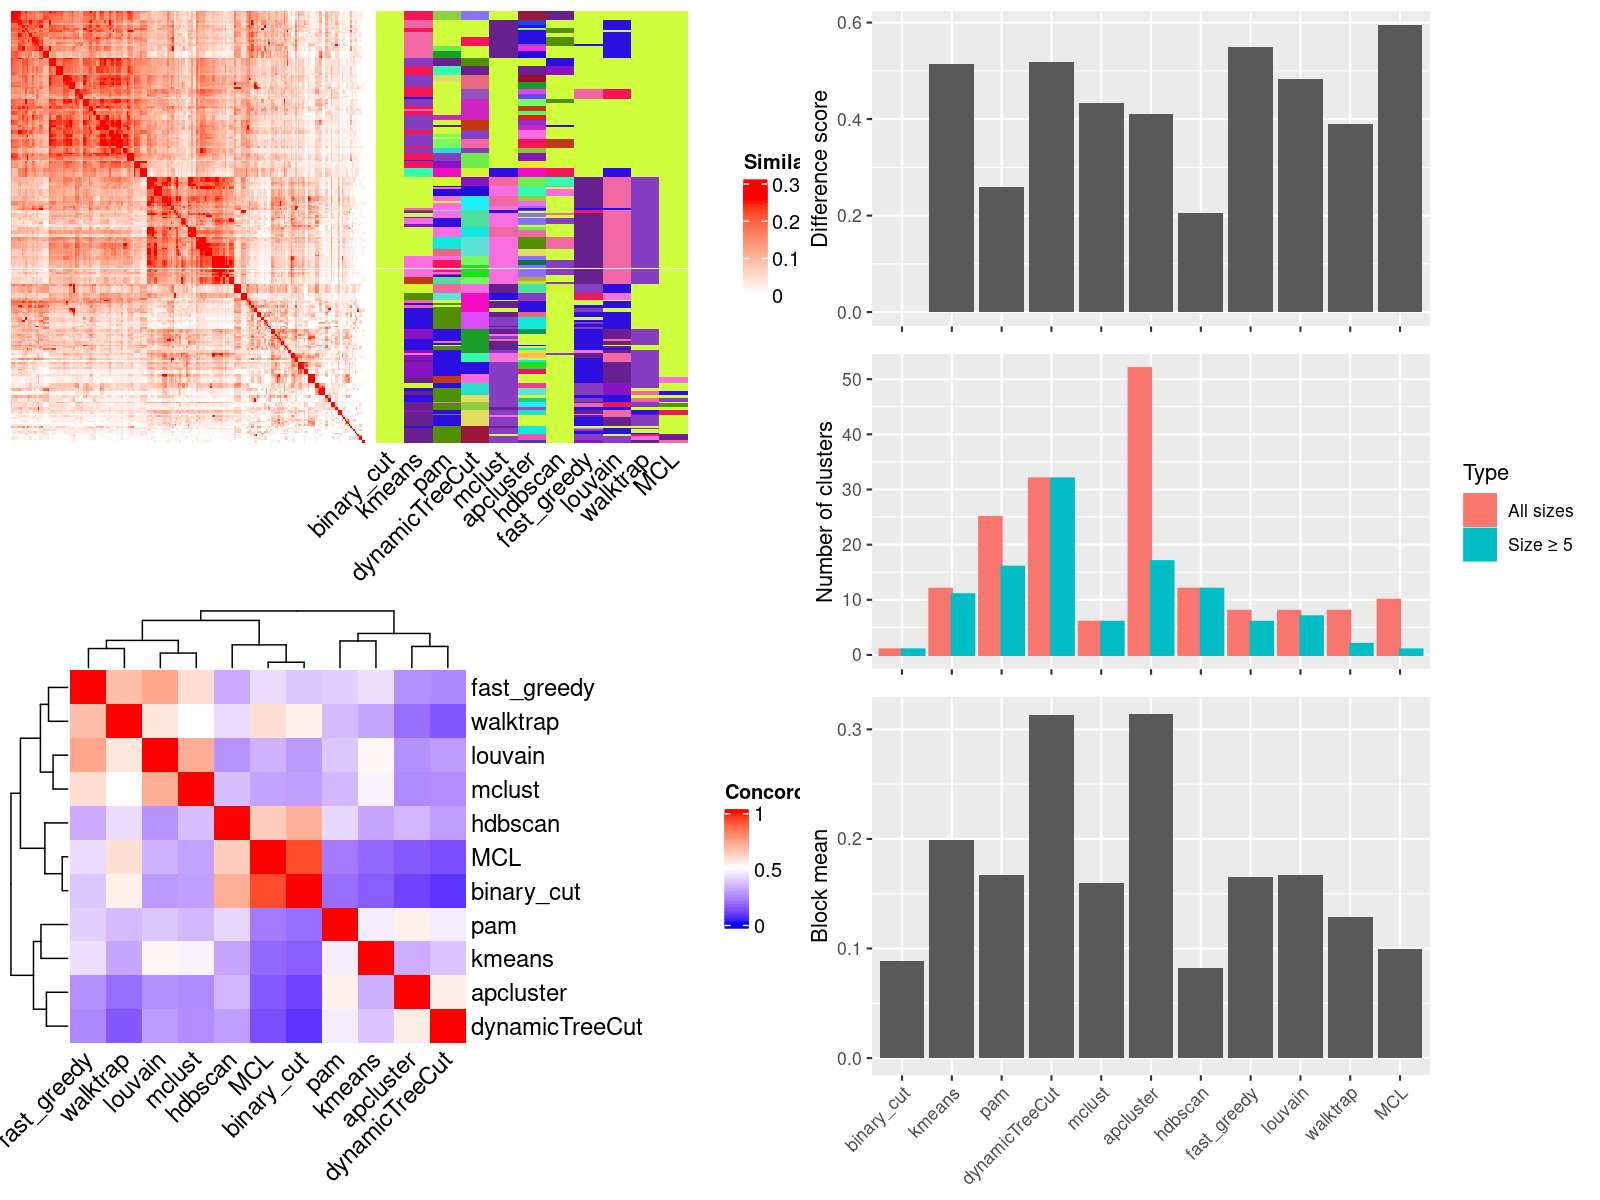 Simila
0.3
0.2
0.1
0
binary_cut
kmeans
pam
dynamicTreeCut
mclust
apcluster
hdbscan
fast_greedy
louvain
walktrap
MCL
fast_greedy
walktrap
louvain
mclust
hdbscan
MCL
binary_cut
pam
kmeans
apcluster
dynamicTreeCut
fast_greedy
walktrap
louvain
mclust
hdbscan
MCL
binary_cut
pam
kmeans
apcluster
dynamicTreeCut
Concord
1
0.5
0
Difference score
0.6
0.4
0.2
0.0
Number of clusters
50
40
30
20
10
0
Type
All sizes
Size ≥ 5
Block mean
0.3
0.2
0.1
0.0
binary_cut
kmeans
pam
dynamicTreeCut
mclust
apcluster
hdbscan
fast_greedy
louvain
walktrap
MCL